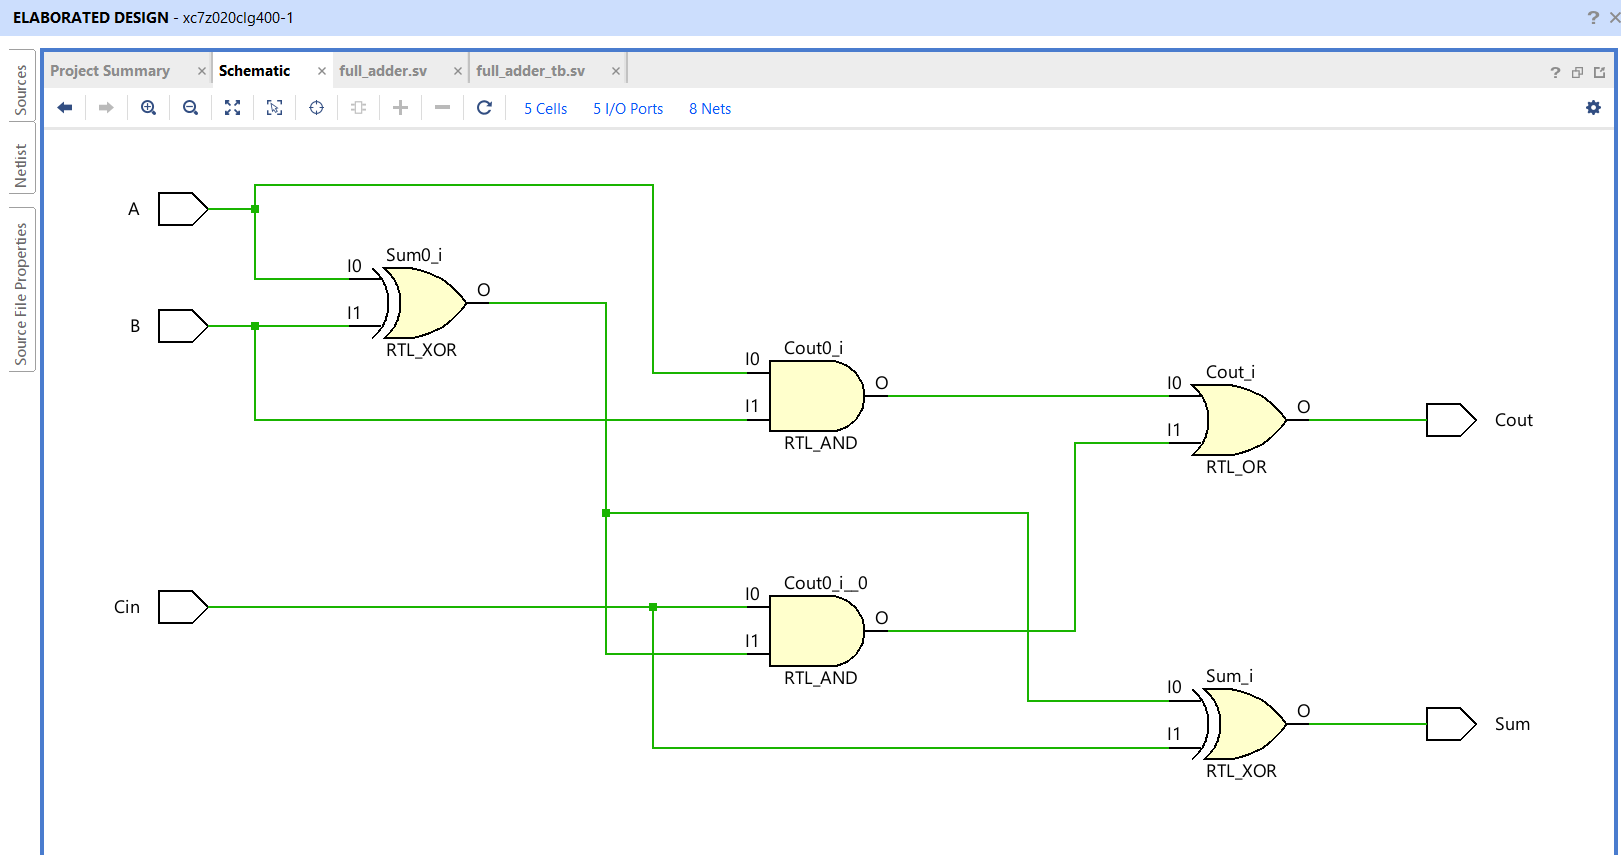 ELABORATED DESIGN - xc7z020clg400-1
Sources
Netlist
Source File Properties
Project Summary
Schematic
full_adder.sv
full_adder_tb.sv
5 Cells
5 I/O Ports
8 Nets
A
B
Cin
Sum0_i
I0
I1
O
RTL_XOR
Cout0_i
I0
I1
O
RTL_AND
Cout_i
I0
I1
O
RTL_OR
Cout
Cout0_i__0
I0
I1
O
RTL_AND
Sum_i
I0
I1
O
RTL_XOR
Sum